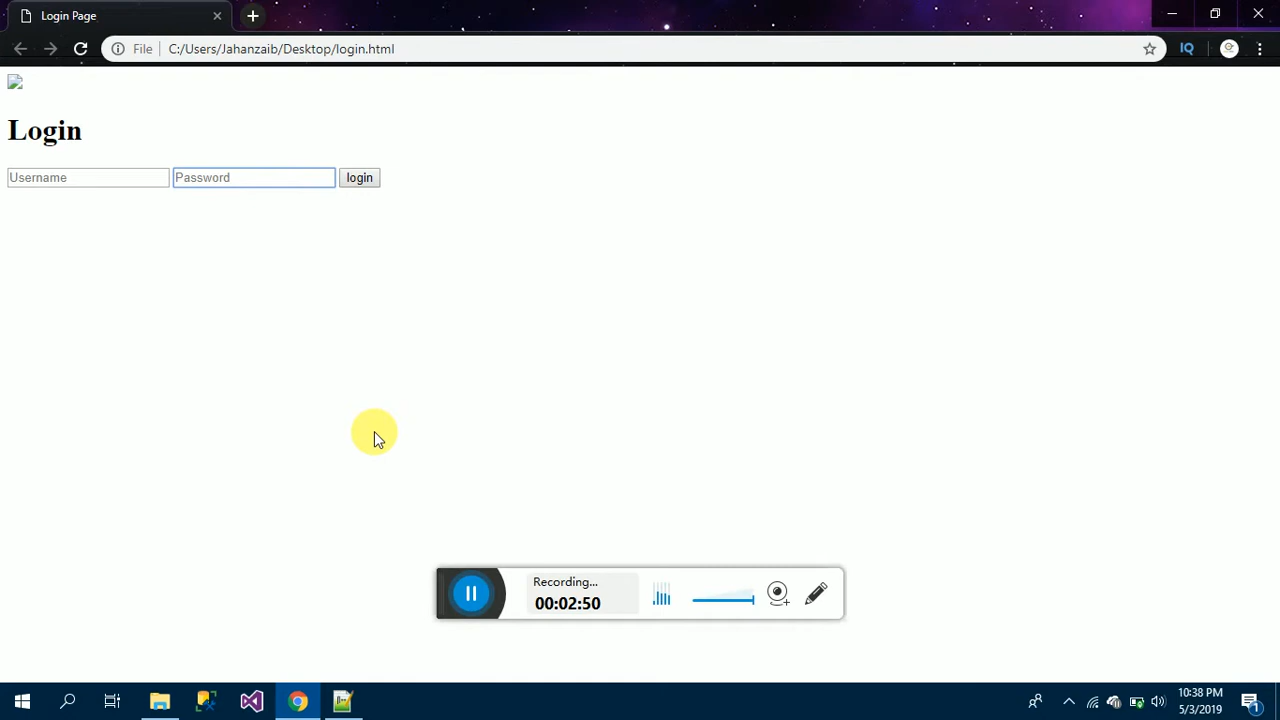 Login Page
File
C:/Users/Jahanzaib/Desktop/login.html
IQ
Login
Username
Password
login
Recording...
00:02:50
10:38 PM
5/3/2019
1